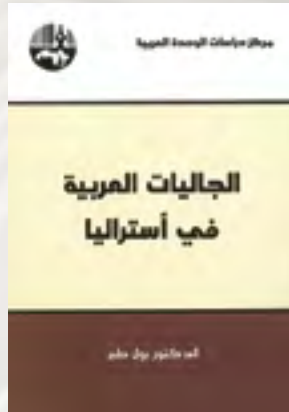 مركز دراسات الوحدة العربية
الجاليات العربية
في أستراليا
الدكتور بول طبر